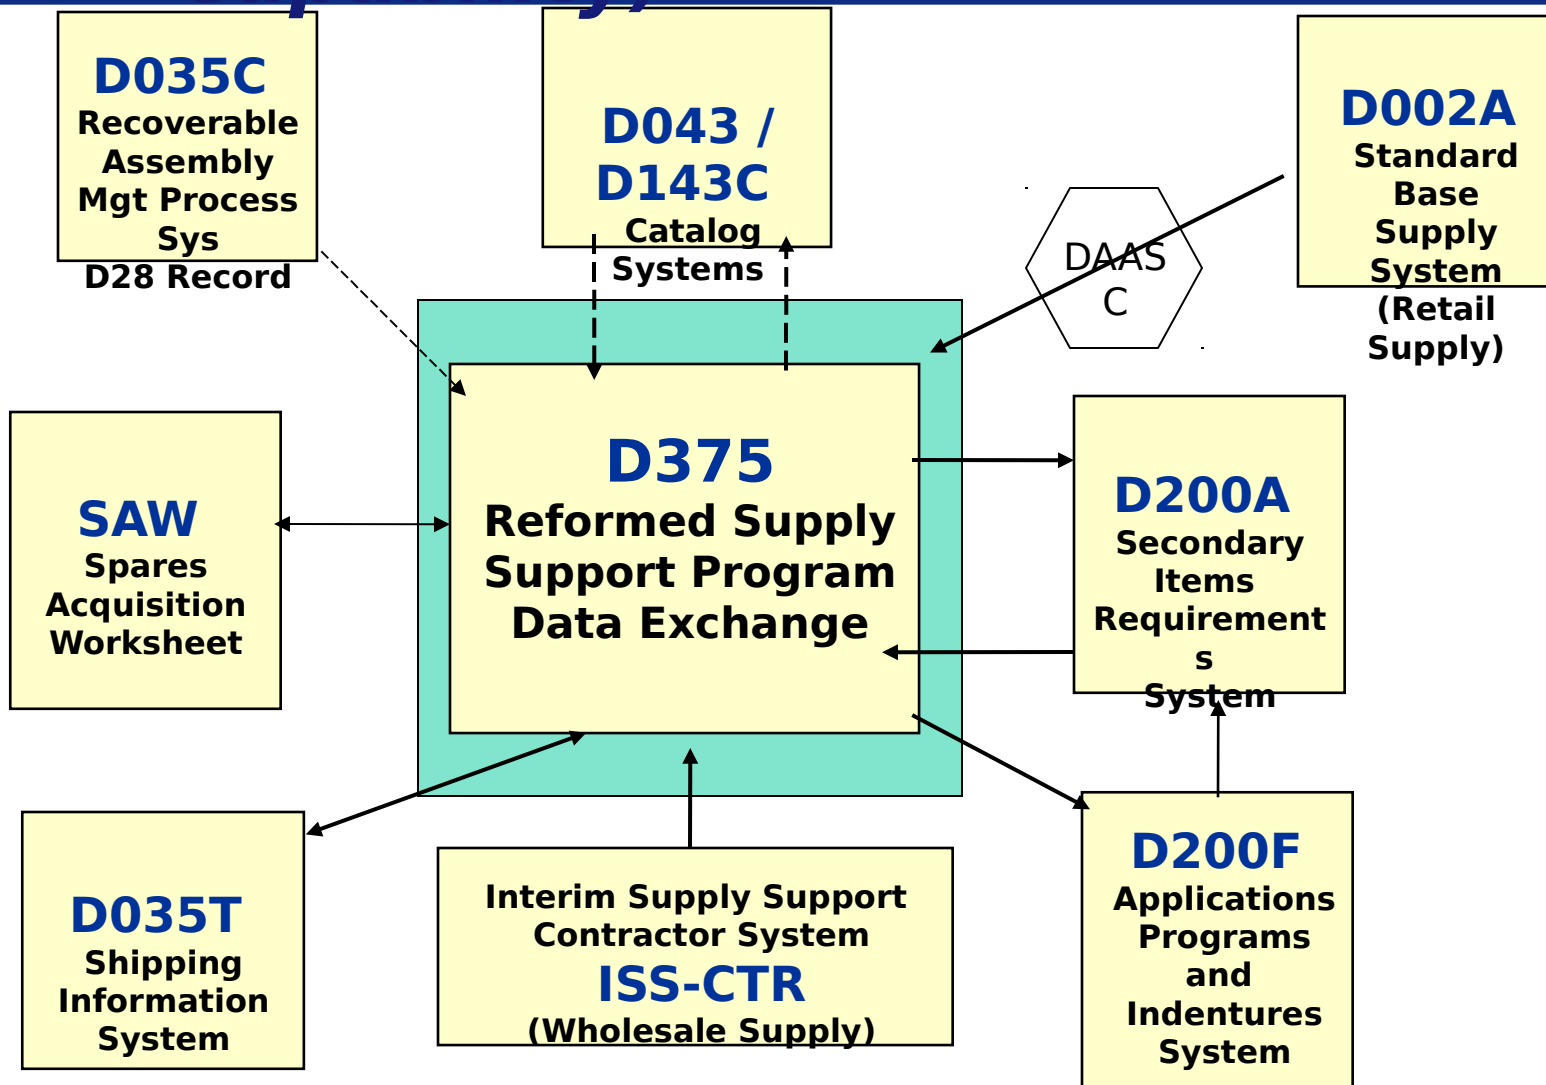 D035C
Recoverable
Assembly
Mgt Process
Sys
D28 Record
D043 /
D143C
Catalog
Systems
D002A
Standard
Base
Supply
System
(Retail
Supply)
DAAS
C
SAW
Spares
Acquisition
Worksheet
D375
Reformed Supply
Support Program
Data Exchange
D200A
Secondary
Items
Requirement
s
System
D035T
Shipping
Information
System
Interim Supply Support
Contractor System
ISS-CTR
(Wholesale Supply)
D200F
Applications
Programs
and
Indentures
System